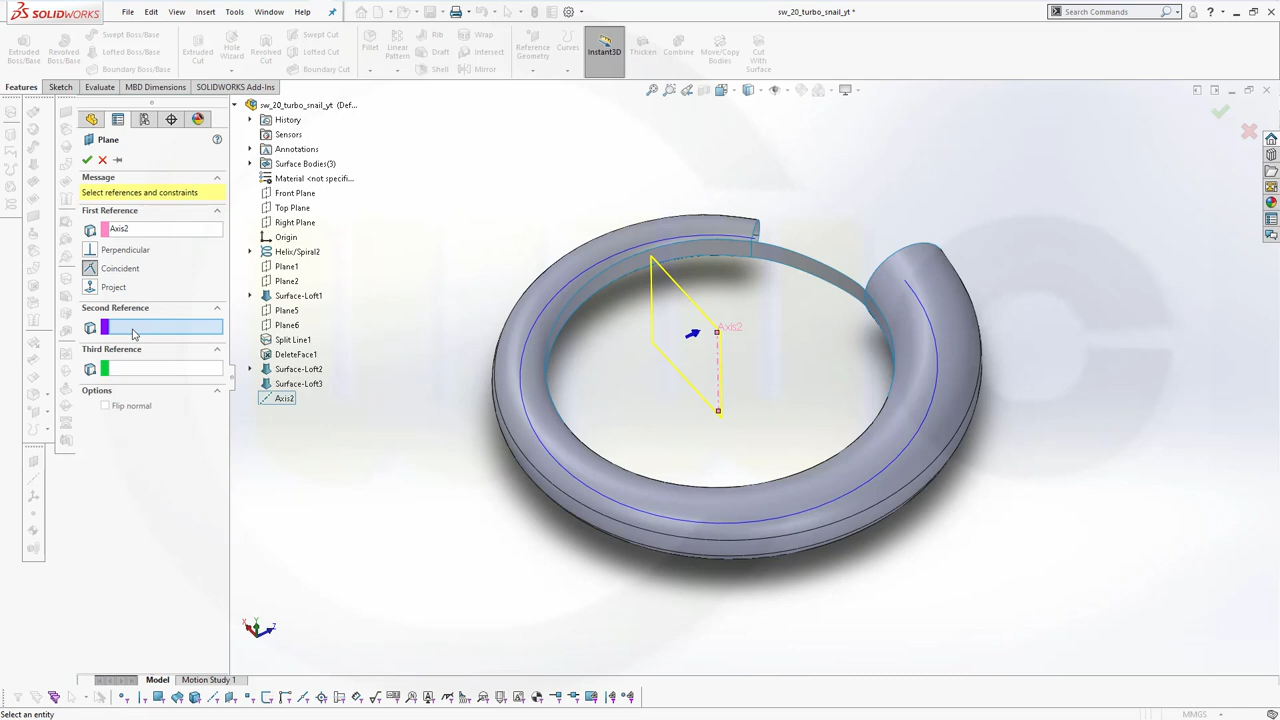 SOLIDWORKS
File Edit View Insert Tools Window Help
sw_20_turbo_snail_yt *
Search Commands
Extruded Boss/Base
Revolved Boss/Base
Swept Boss/Base
Lofted Boss/Base
Boundary Boss/Base
Extruded Cut
Hole Wizard
Revolved Cut
Swept Cut
Lofted Cut
Boundary Cut
Fillet
Linear Pattern
Rib
Draft
Shell
Wrap
Intersect
Mirror
Reference Geometry
Curves
Instant3D
Thicken
Combine
Move/Copy Bodies
Cut With Surface
Features Sketch Evaluate MBD Dimensions SOLIDWORKS Add-Ins
Plane
Message
Select references and constraints
First Reference
Axis2
Perpendicular
Coincident
Project
Second Reference
Third Reference
Options
Flip normal
sw_20_turbo_snail_yt (Def...
History
Sensors
Annotations
Surface Bodies(3)
Material <not specifi...
Front Plane
Top Plane
Right Plane
Origin
Helix/Spiral2
Plane1
Plane2
Surface-Loft1
Plane5
Plane6
Split Line1
DeleteFace1
Surface-Loft2
Surface-Loft3
Axis2
Axis2
X Y Z
Model Motion Study 1
Select an entity
MMGS